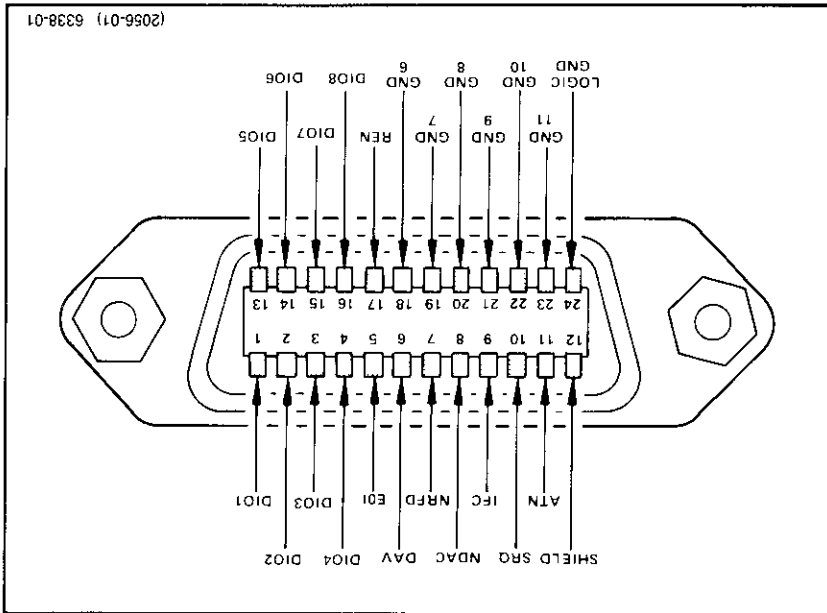 SHIELD SRQ NDAC DAV DIO4 DIO2
ATN IFC NRFD EOI DIO3 DIO1
12 11 10 9 8 7 6 5 4 3 2 1
24 23 22 21 20 19 18 17 16 15 14 13
GND 11
GND 9
GND 7
REN DIO7 DIO5
LOGIC GND
GND 10
GND 8
GND 6
DIO8 DIO6
(2056-01) 6338-01